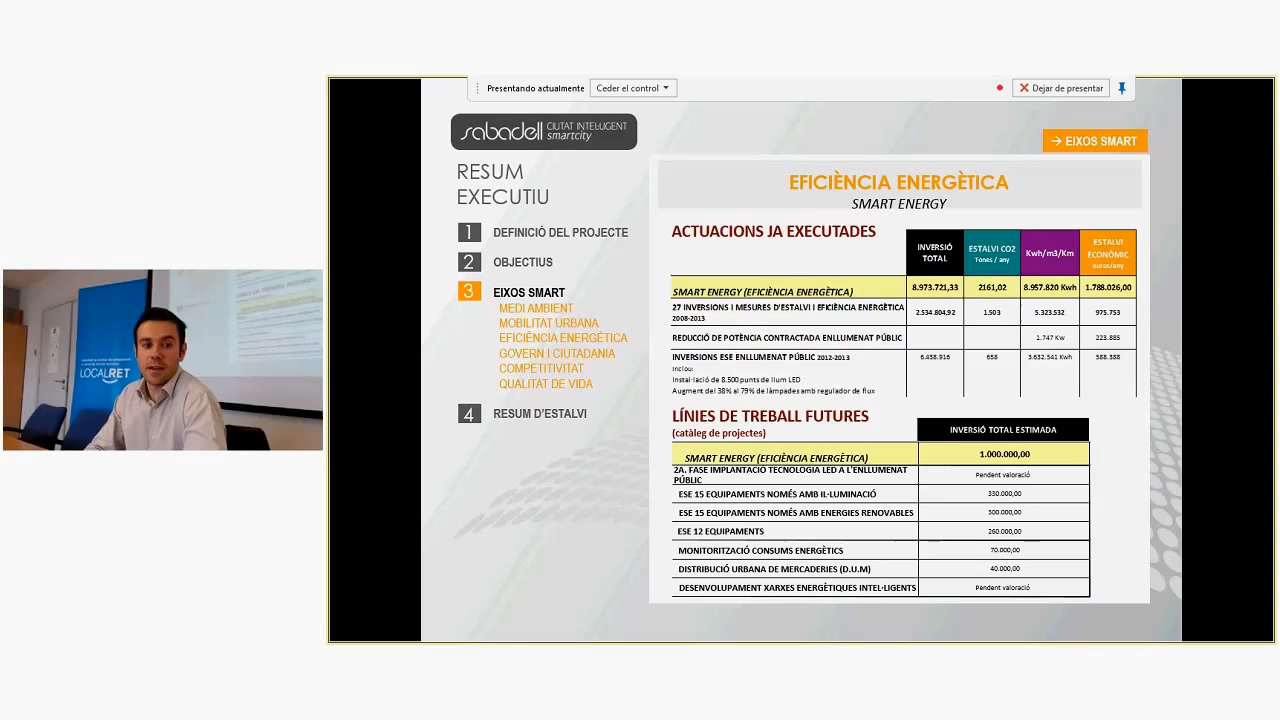 Presentando actualmente
Ceder el control
Dejar de presentar
sabadell CIUTAT INTEL·LIGENT
smartcity
→ EIXOS SMART
RESUM
EXECUTIU
1 DEFINICIÓ DEL PROJECTE
2 OBJECTIUS
3 EIXOS SMART
MEDI AMBIENT
MOBILITAT URBANA
EFICIÈNCIA ENERGÈTICA
GOVERN I CIUTADANIA
COMPETITIVITAT
QUALITAT DE VIDA
4 RESUM D'ESTALVI
LOCALRET
EFICIÈNCIA ENERGÈTICA
SMART ENERGY
ACTUACIONS JA EXECUTADES
INVERSIÓ TOTAL
ESTALVI CO2 Tones / any
Kwh/m3/Km
ESTALVI ECONÒMIC euros/any
SMART ENERGY (EFICIÈNCIA ENERGÈTICA) 8.973.721,33 2161,02 8.957.820 Kwh 1.788.026,00
27 INVERSIONS I MESURES D'ESTALVI I EFICIÈNCIA ENERGÈTICA
2008-2013 2.534.804,92 1.503 5.323.532 975.753
REDUCCIÓ DE POTÈNCIA CONTRACTADA ENLLUMENAT PÚBLIC 1.747 Kw 223.885
INVERSIONS ESE ENLLUMENAT PÚBLIC 2012-2013 6.438.916 658 3.632.541 Kwh 588.388
Inclou:
Instal·lació de 8.500 punts de llum LED
Augment del 38% al 79% de làmpades amb regulador de flux
LÍNIES DE TREBALL FUTURES
(catàleg de projectes)
INVERSIÓ TOTAL ESTIMADA
SMART ENERGY (EFICIÈNCIA ENERGÈTICA) 1.000.000,00
2A. FASE IMPLANTACIÓ TECNOLOGIA LED A L'ENLLUMENAT
PÚBLIC Pendent valoració
ESE 15 EQUIPAMENTS NOMÉS AMB IL·LUMINACIÓ 330.000,00
ESE 15 EQUIPAMENTS NOMÉS AMB ENERGIES RENOVABLES 300.000,00
ESE 12 EQUIPAMENTS 260.000,00
MONITORITZACIÓ CONSUMS ENERGÈTICS 70.000,00
DISTRIBUCIÓ URBANA DE MERCADERIES (D.U.M) 40.000,00
DESENVOLUPAMENT XARXES ENERGÈTIQUES INTEL·LIGENTS Pendent valoració